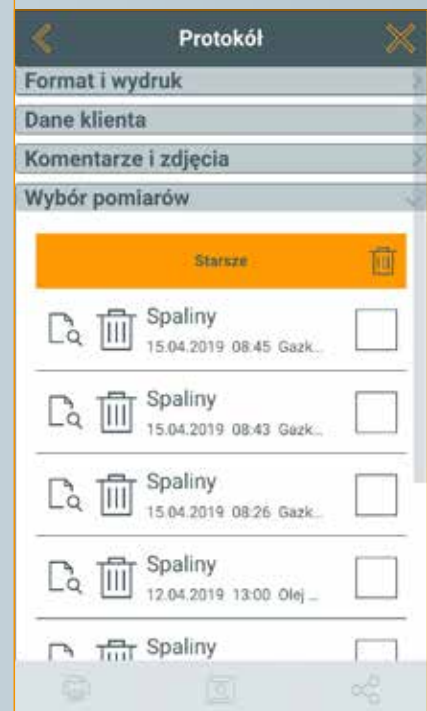 Protokół
Format i wydruk
Dane klienta
Komentarze i zdjęcia
Wybór pomiarów
Starsze
Spaliny
15.04.2019 08:45 Gazk...
Spaliny
15.04.2019 08:43 Gazk...
Spaliny
15.04.2019 08:26 Gazk...
Spaliny
12.04.2019 13:00 Olej ...
Spaliny